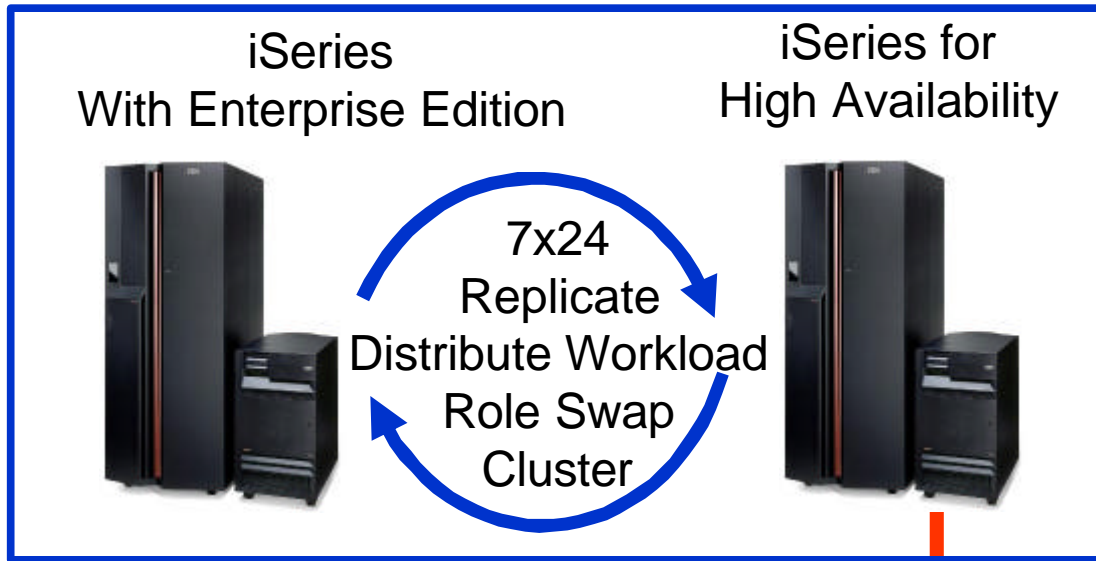 iSeries
With Enterprise Edition
iSeries for
High Availability
7x24
Replicate
Distribute Workload
Role Swap
Cluster